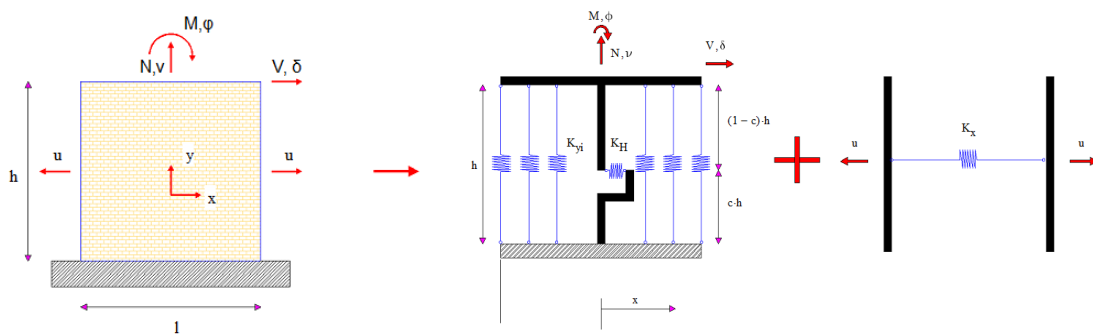 M,φ
N,v
V, δ
u
u
y
x
h
l
M,ϕ
N,ν
V, δ
(1 − c)·h
K_yi
K_H
h
c·h
x
K_x
u
u